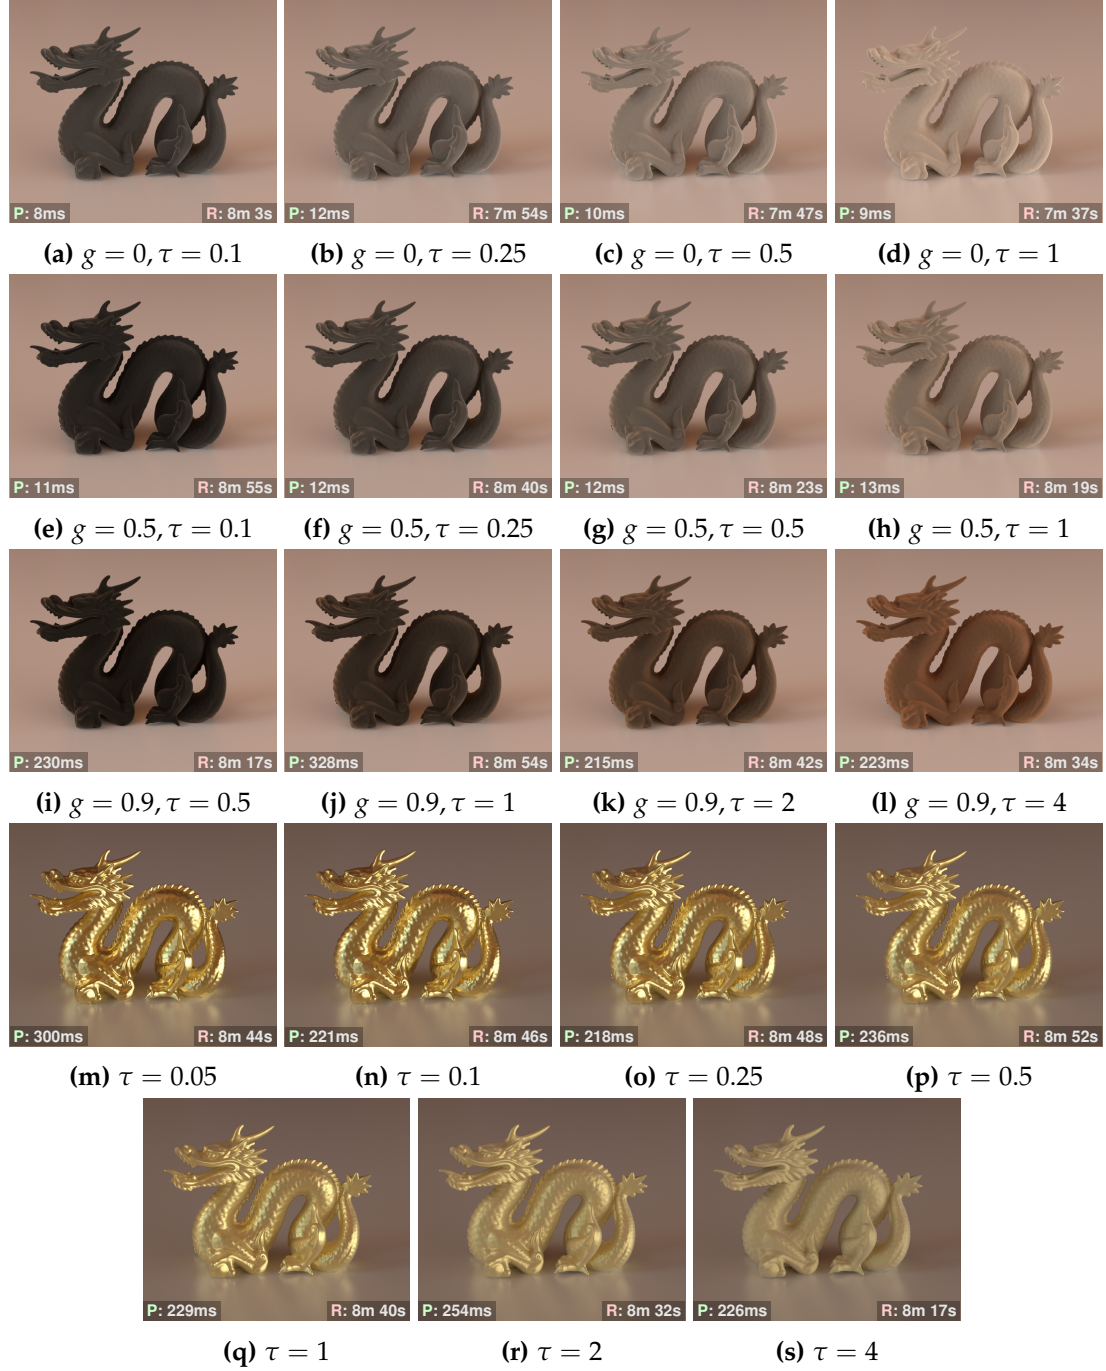 P: 8ms R: 8m 3s P: 12ms R: 7m 54s P: 10ms R: 7m 47s P: 9ms R: 7m 37s
(a) g = 0, τ = 0.1 (b) g = 0, τ = 0.25 (c) g = 0, τ = 0.5 (d) g = 0, τ = 1
P: 11ms R: 8m 55s P: 12ms R: 8m 40s P: 12ms R: 8m 23s P: 13ms R: 8m 19s
(e) g = 0.5, τ = 0.1 (f) g = 0.5, τ = 0.25 (g) g = 0.5, τ = 0.5 (h) g = 0.5, τ = 1
P: 230ms R: 8m 17s P: 328ms R: 8m 54s P: 215ms R: 8m 42s P: 223ms R: 8m 34s
(i) g = 0.9, τ = 0.5 (j) g = 0.9, τ = 1 (k) g = 0.9, τ = 2 (l) g = 0.9, τ = 4
P: 300ms R: 8m 44s P: 221ms R: 8m 46s P: 218ms R: 8m 48s P: 236ms R: 8m 52s
(m) τ = 0.05 (n) τ = 0.1 (o) τ = 0.25 (p) τ = 0.5
P: 229ms R: 8m 40s P: 254ms R: 8m 32s P: 226ms R: 8m 17s
(q) τ = 1 (r) τ = 2 (s) τ = 4